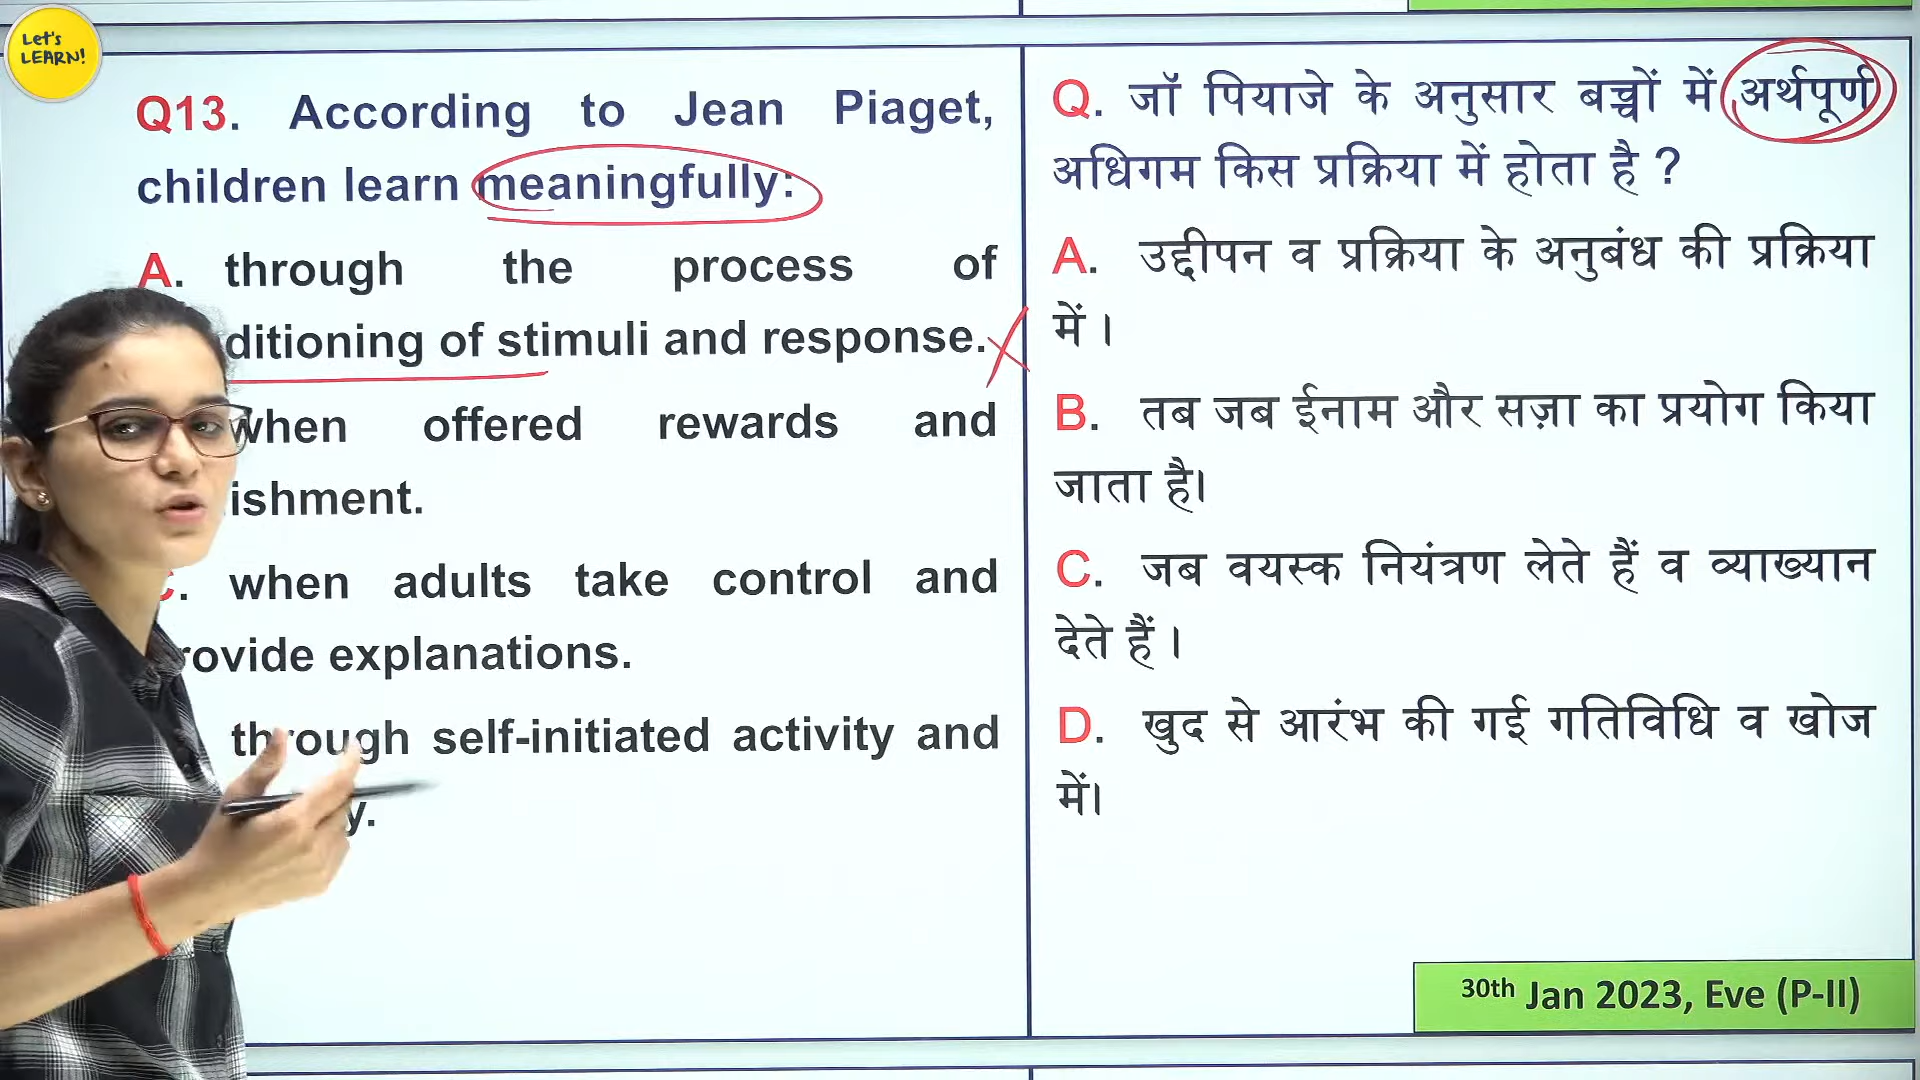 Let's
LEARN!
Q13. According to Jean Piaget,
children learn meaningfully:
A. through the process of
ditioning of stimuli and response.
when offered rewards and
ishment.
C. when adults take control and
rovide explanations.
through self-initiated activity and
y.
Q. जॉ पियाजे के अनुसार बच्चों में अर्थपूर्ण
अधिगम किस प्रक्रिया में होता है ?
A. उद्दीपन व प्रक्रिया के अनुबंध की प्रक्रिया
में ।
B. तब जब ईनाम और सज़ा का प्रयोग किया
जाता है।
C. जब वयस्क नियंत्रण लेते हैं व व्याख्यान
देते हैं ।
D. खुद से आरंभ की गई गतिविधि व खोज
में।
30th Jan 2023, Eve (P-II)